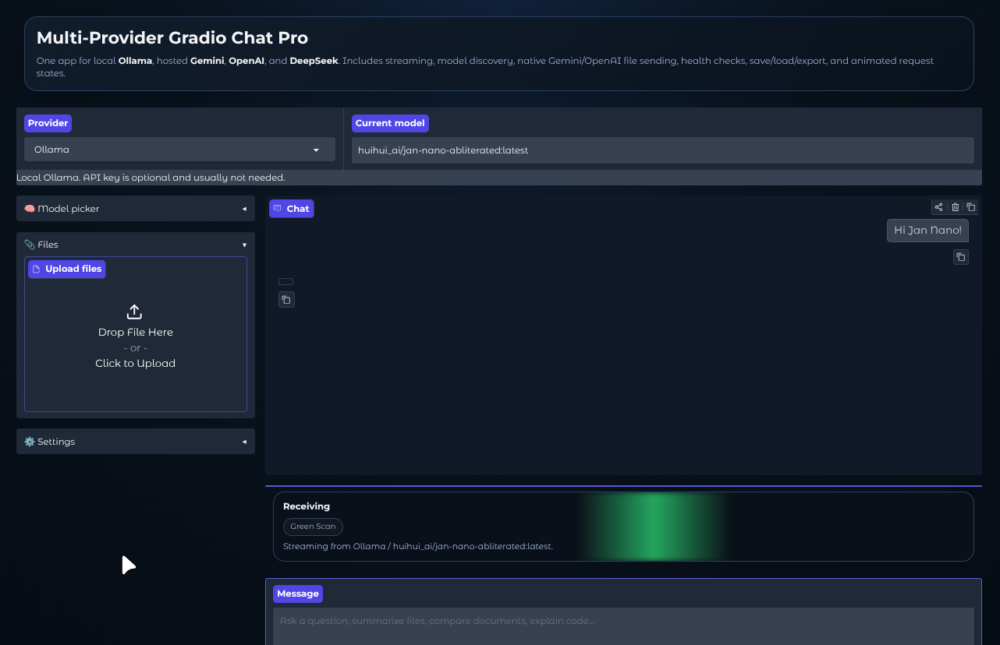 Multi-Provider Gradio Chat Pro
One app for local Ollama, hosted Gemini, OpenAI, and DeepSeek. Includes streaming, model discovery, native Gemini/OpenAI file sending, health checks, save/load/export, and animated request
states.
Provider
Current model
Ollama
huihui_ai/jan-nano-abliterated:latest
Local Ollama. API key is optional and usually not needed.
🧠 Model picker
📎 Files
Upload files
Drop File Here
- or -
Click to Upload
⚙️ Settings
Chat
Hi Jan Nano!
Receiving
Green Scan
Streaming from Ollama / huihui_ai/jan-nano-abliterated:latest.
Message
Ask a question, summarize files, compare documents, explain code...